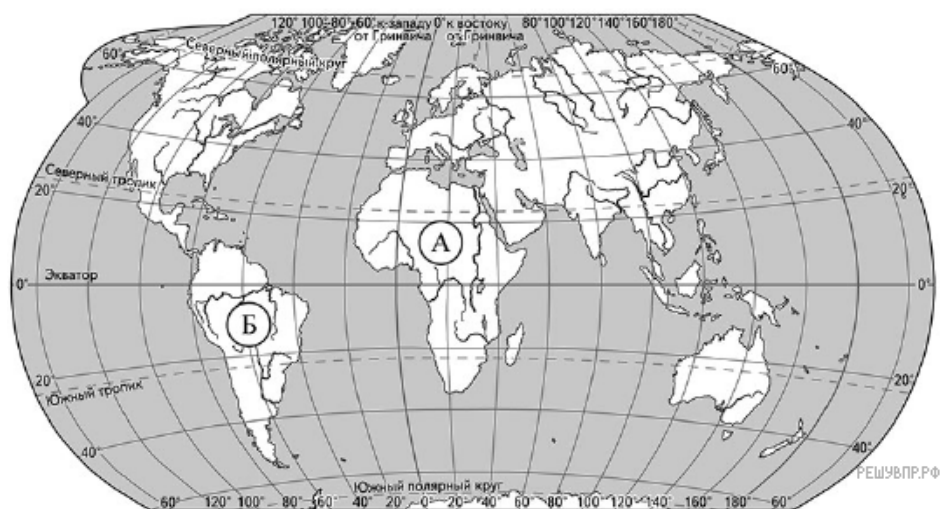 120° 100° 80° 60° к западу 0° к востоку 80° 100° 120° 140° 160° 180°
от Гринвича от Гринвича
Северный полярный круг
60° 60°
40° 40°
Северный тропик
20° 20°
А
Экватор
0° 0°
Б
20° 20°
Южный тропик
40° 40°
РЕШУВПР.РФ
Южный полярный круг
60° 120° 100° 80° 60° 40° 20° 0° 20° 40° 60° 80° 100° 120° 140° 160° 180° 60°